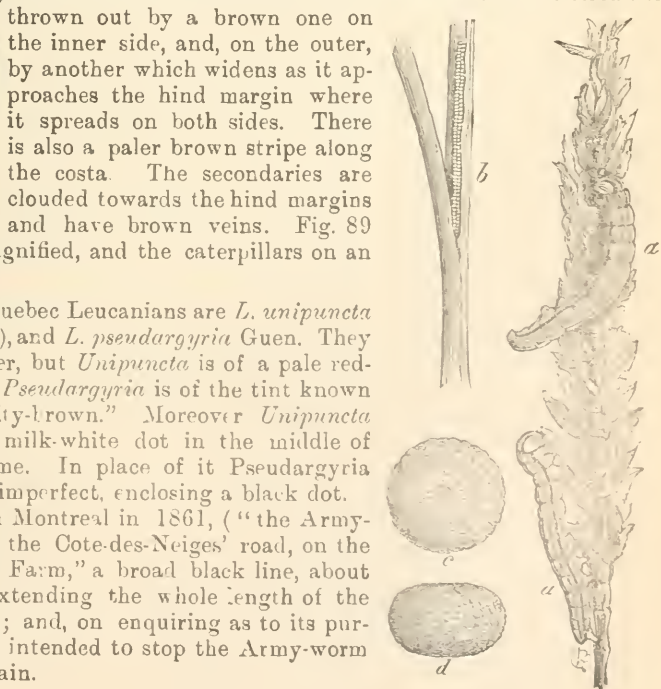 thrown out by a brown one on
the inner side, and, on the outer,
by another which widens as it ap-
proaches the hind margin where
it spreads on both sides. There
is also a paler brown stripe along
the costa. The secondaries are
clouded towards the hind margins
and have brown veins. Fig. 89
gnified, and the caterpillars on an
uebec Leucanians are L. unipuncta
), and L. pseudargyria Guen. They
er, but Unipuncta is of a pale red-
Pseudargyria is of the tint known
ty-brown." Moreover Unipuncta
milk-white dot in the middle of
me. In place of it Pseudargyria
imperfect, enclosing a black dot.
Montreal in 1861, ("the Army-
the Cote-des-Neiges' road, on the
Farm," a broad black line, about
xtending the whole length of the
; and, on enquiring as to its pur-
intended to stop the Army-worm
ain.
b
a
c
a
d